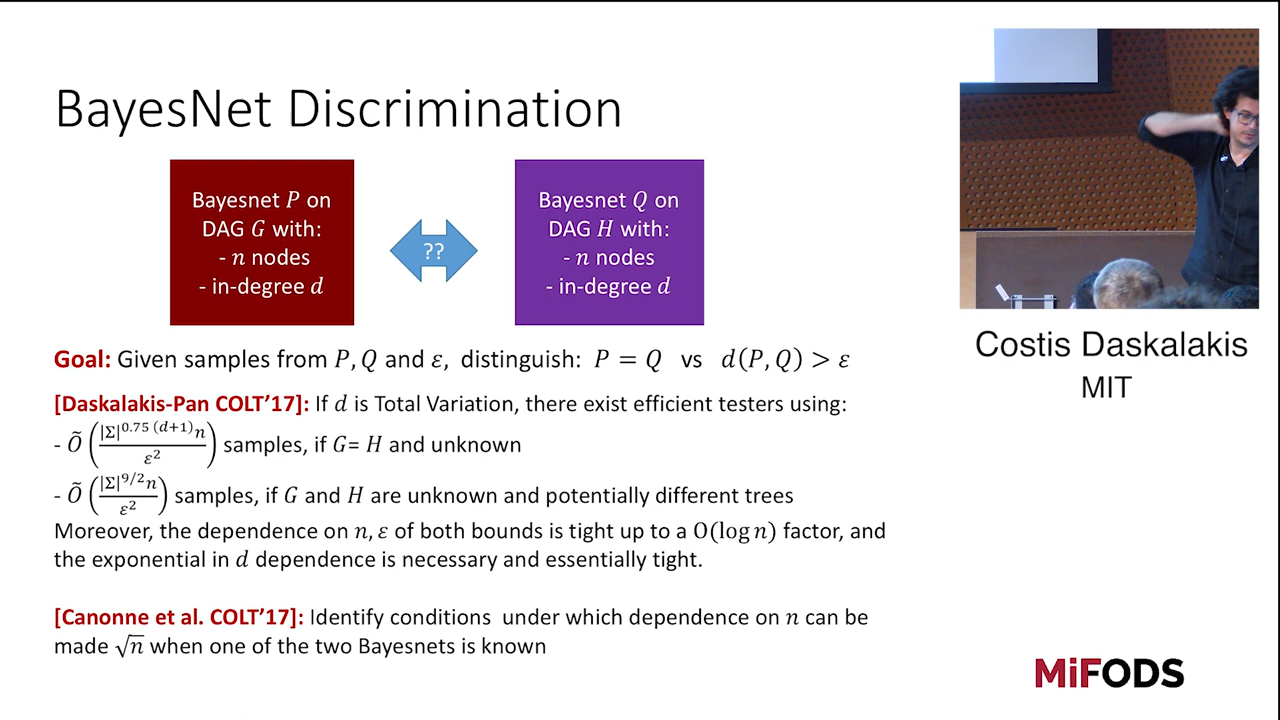 BayesNet Discrimination
Bayesnet P on
DAG G with:
- n nodes
- in-degree d
??
Bayesnet Q on
DAG H with:
- n nodes
- in-degree d
Goal: Given samples from P, Q and ε, distinguish: P = Q vs d(P, Q) > ε
[Daskalakis-Pan COLT'17]: If d is Total Variation, there exist efficient testers using:
- Õ(|Σ|^{0.75 (d+1)} n / ε²) samples, if G= H and unknown
- Õ(|Σ|^{9/2} n / ε²) samples, if G and H are unknown and potentially different trees
Moreover, the dependence on n, ε of both bounds is tight up to a O(log n) factor, and
the exponential in d dependence is necessary and essentially tight.
[Canonne et al. COLT'17]: Identify conditions under which dependence on n can be
made √n when one of the two Bayesnets is known
Costis Daskalakis
MIT
MiFODS